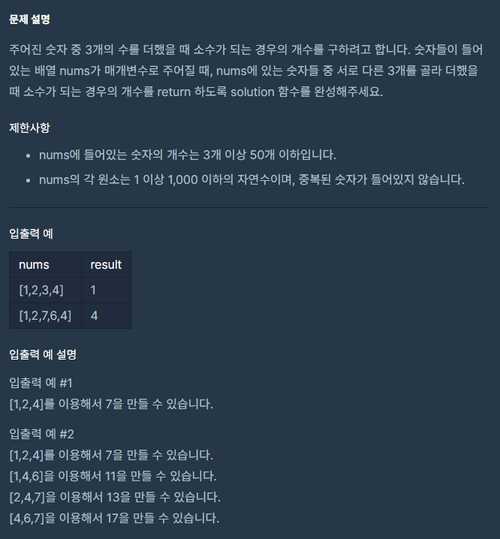 문제 설명
주어진 숫자 중 3개의 수를 더했을 때 소수가 되는 경우의 개수를 구하려고 합니다. 숫자들이 들어
있는 배열 nums가 매개변수로 주어질 때, nums에 있는 숫자들 중 서로 다른 3개를 골라 더했을
때 소수가 되는 경우의 개수를 return 하도록 solution 함수를 완성해주세요.
제한사항
• nums에 들어있는 숫자의 개수는 3개 이상 50개 이하입니다.
• nums의 각 원소는 1 이상 1,000 이하의 자연수이며, 중복된 숫자가 들어있지 않습니다.
입출력 예
nums result
[1,2,3,4] 1
[1,2,7,6,4] 4
입출력 예 설명
입출력 예 #1
[1,2,4]를 이용해서 7을 만들 수 있습니다.
입출력 예 #2
[1,2,4]를 이용해서 7을 만들 수 있습니다.
[1,4,6]을 이용해서 11을 만들 수 있습니다.
[2,4,7]을 이용해서 13을 만들 수 있습니다.
[4,6,7]을 이용해서 17을 만들 수 있습니다.